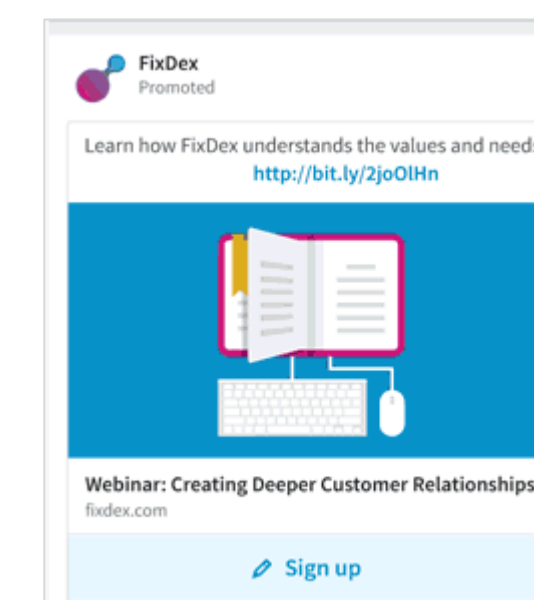 FixDex
Promoted
Learn how FixDex understands the values and need
http://bit.ly/2joOlHn
Webinar: Creating Deeper Customer Relationships
fixdex.com
Sign up